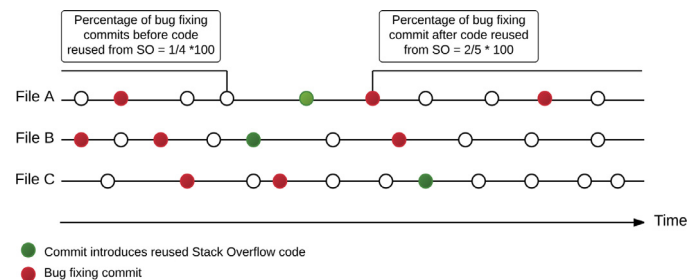 Percentage of bug fixing
commits before code
reused from SO = 1/4 *100
Percentage of bug fixing
commit after code reused
from SO = 2/5 * 100
File A
File B
File C
Time
Commit introduces reused Stack Overflow code
Bug fixing commit